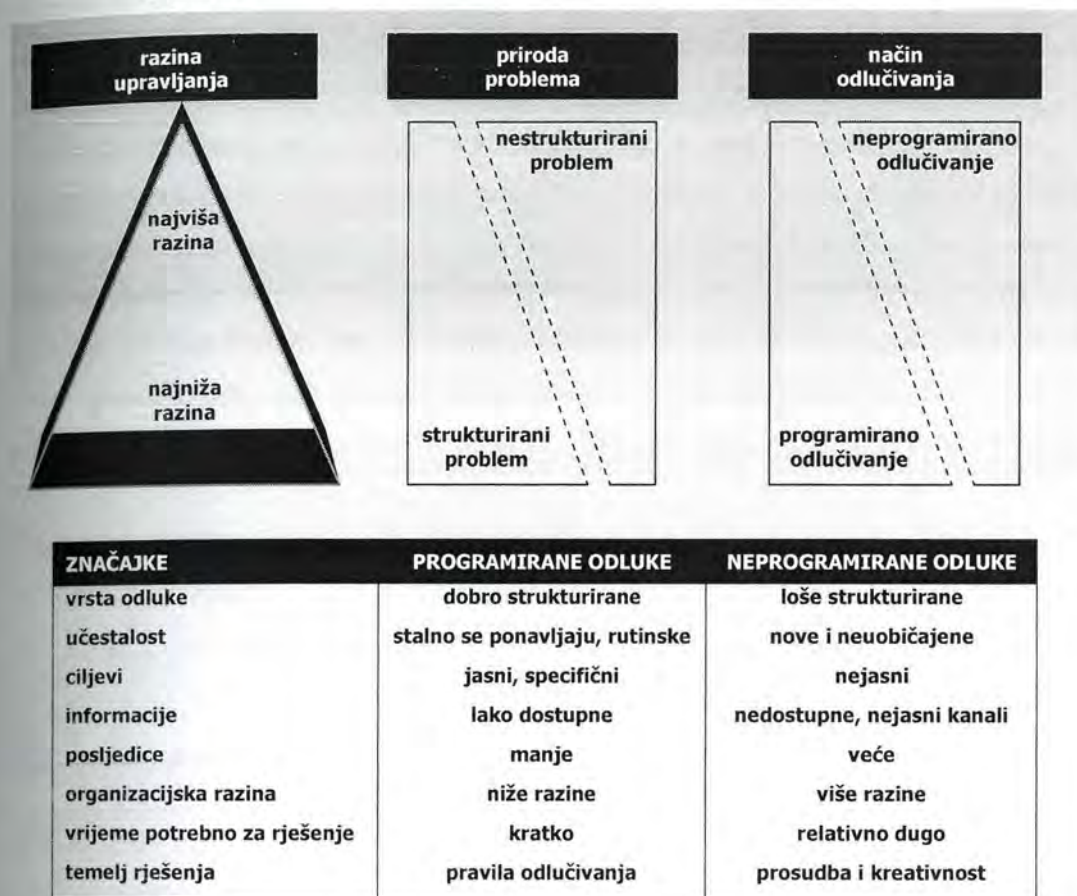 razina
upravljanja
priroda
problema
način
odlučivanja
najviša
razina
najniža
razina
nestrukturirani
problem
strukturirani
problem
neprogramirano
odlučivanje
programirano
odlučivanje
ZNAČAJKE PROGRAMIRANE ODLUKE NEPROGRAMIRANE ODLUKE
vrsta odluke dobro strukturirane loše strukturirane
učestalost stalno se ponavljaju, rutinske nove i neuobičajene
ciljevi jasni, specifični nejasni
informacije lako dostupne nedostupne, nejasni kanali
posljedice manje veće
organizacijska razina niže razine više razine
vrijeme potrebno za rješenje kratko relativno dugo
temelj rješenja pravila odlučivanja prosudba i kreativnost